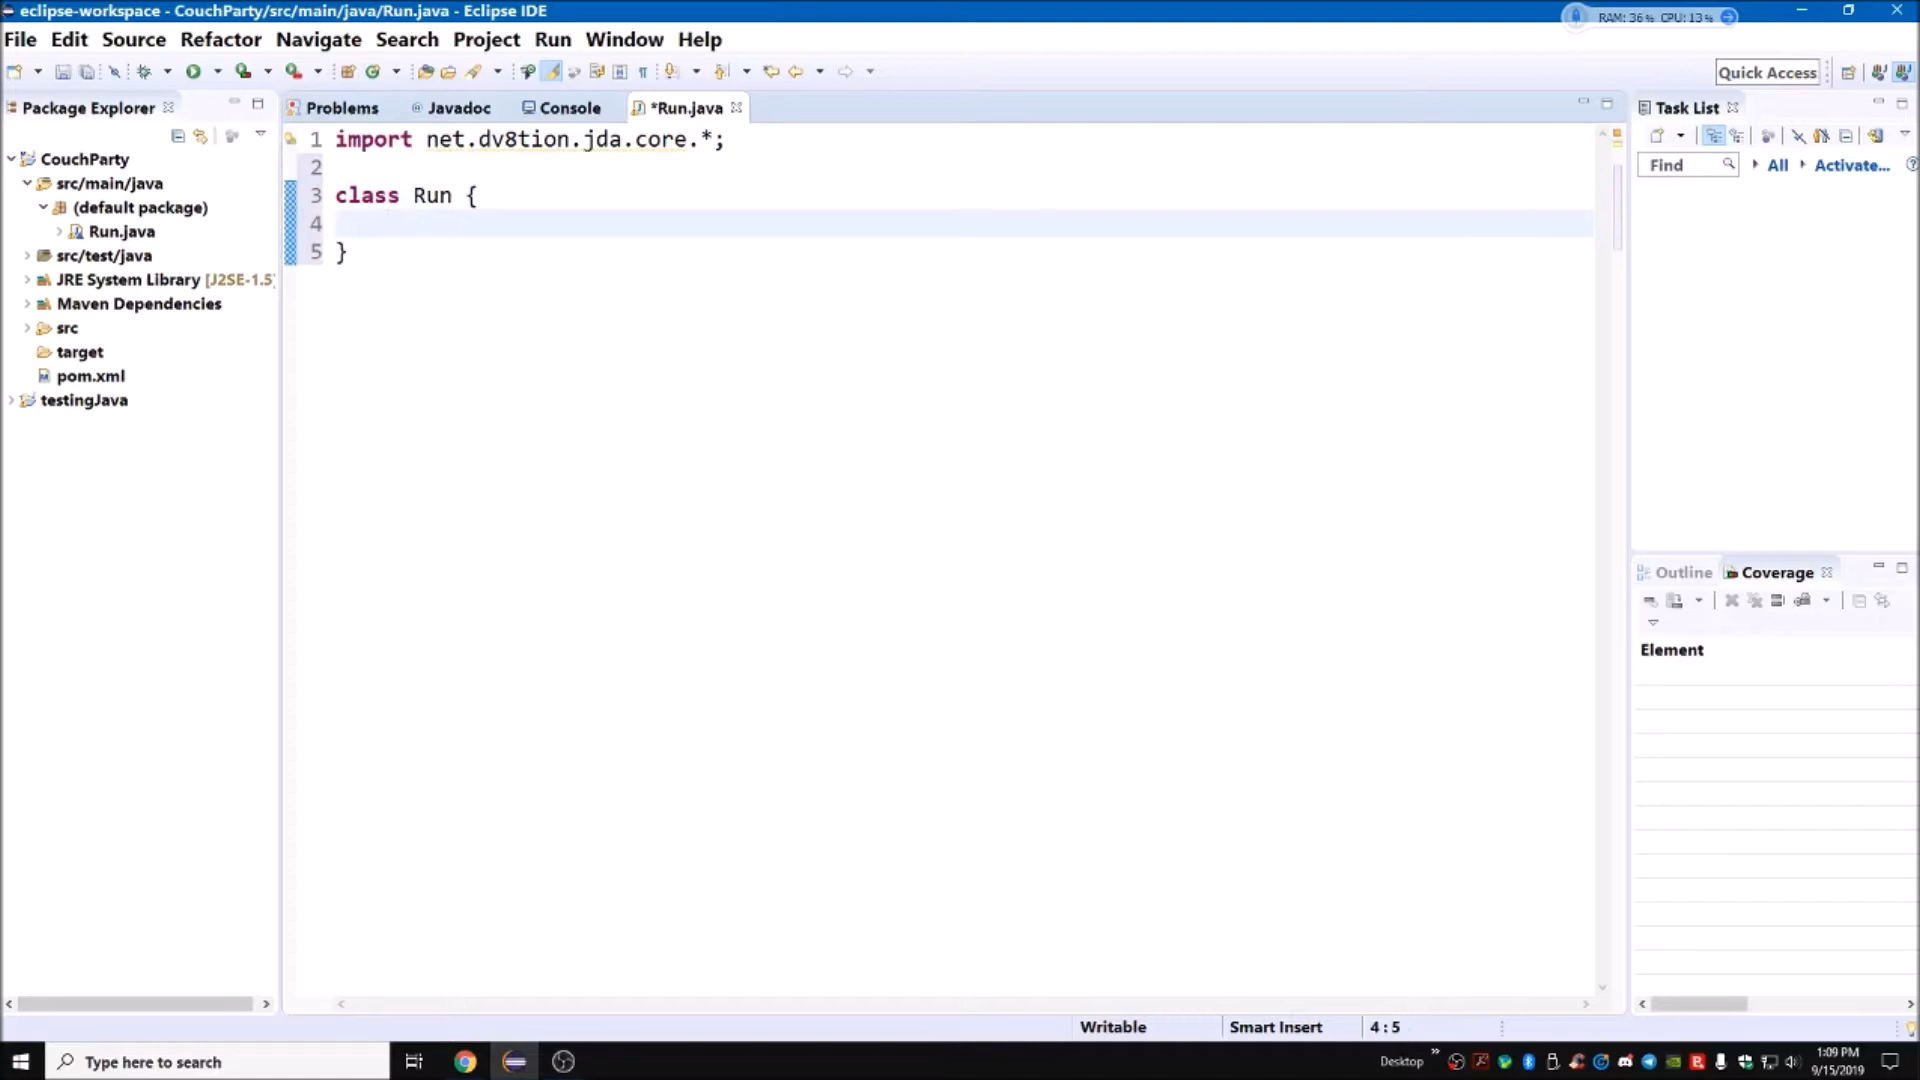 eclipse-workspace - CouchParty/src/main/java/Run.java - Eclipse IDE
RAM: 36% CPU: 13%
File Edit Source Refactor Navigate Search Project Run Window Help
Quick Access
Package Explorer
Problems @ Javadoc Console *Run.java
Task List
Find All Activate...
CouchParty
src/main/java
(default package)
Run.java
src/test/java
JRE System Library [J2SE-1.5]
Maven Dependencies
src
target
pom.xml
testingJava
1 import net.dv8tion.jda.core.*;
2
3 class Run {
4
5 }
Outline Coverage
Element
Writable Smart Insert 4 : 5
Type here to search
Desktop
1:09 PM
9/15/2019